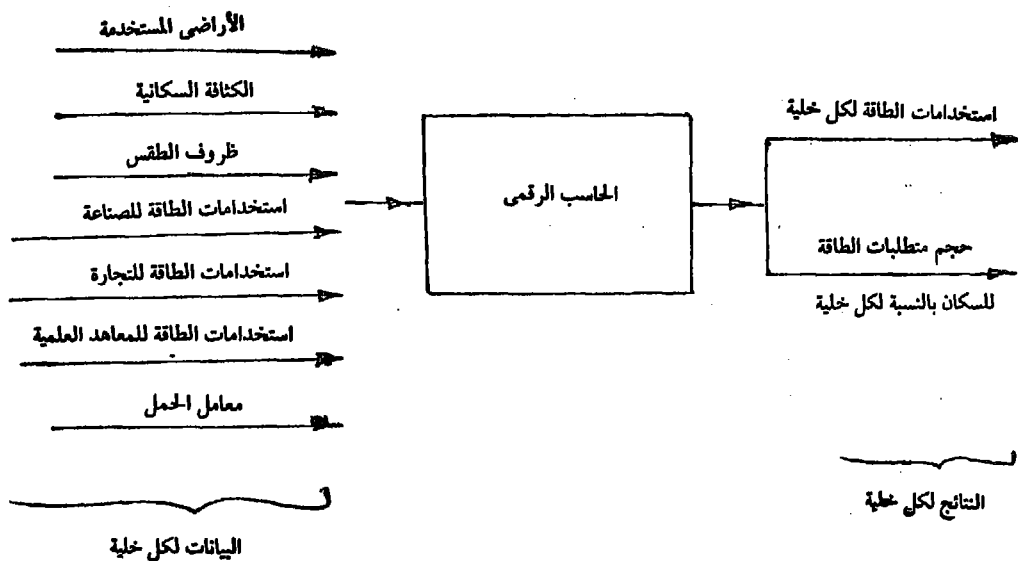 الأراضى المستخدمة
الكثافة السكانية
ظروف الطقس
استخدامات الطاقة للصناعة
استخدامات الطاقة للتجارة
استخدامات الطاقة للمعاهد العلمية
معامل الحمل
البيانات لكل خلية
الحاسب الرقمى
استخدامات الطاقة لكل خلية
حجم متطلبات الطاقة
للسكان بالنسبة لكل خلية
النتائج لكل خلية